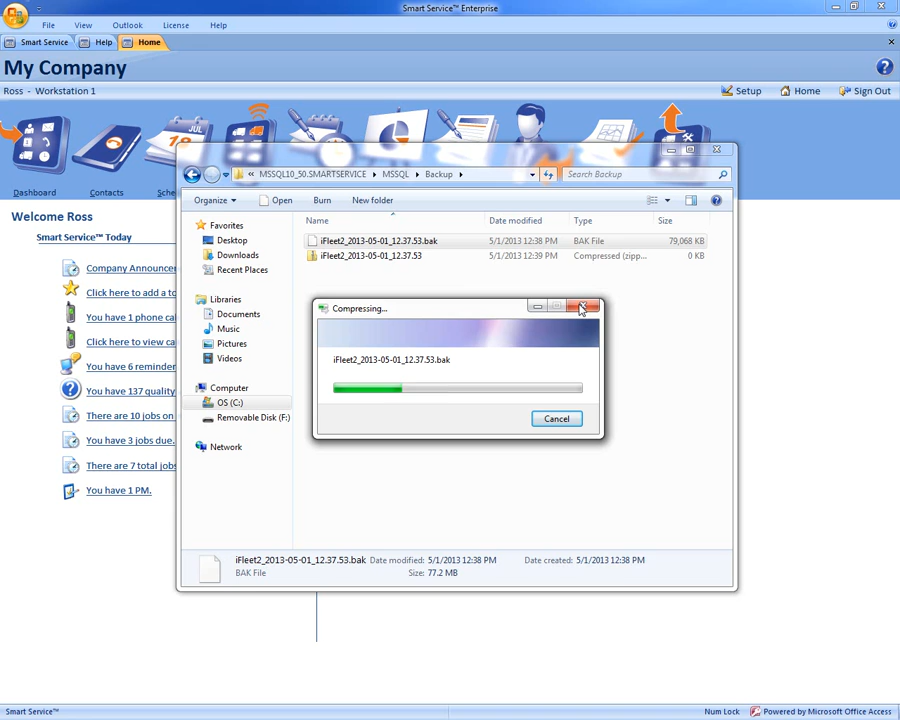 Smart Service™ Enterprise
File View Outlook License Help
Smart Service Help Home
My Company
Ross - Workstation 1 Setup Home Sign Out
JUL
18
Dashboard Contacts Sche
Welcome Ross
Smart Service™ Today
Company Announce
Click here to add a to
You have 1 phone cal
Click here to view ca
You have 6 reminder
You have 137 quality
There are 10 jobs on
You have 3 jobs due.
There are 7 total jobs
You have 1 PM.
« MSSQL10_50.SMARTSERVICE MSSQL Backup Search Backup
Organize Open Burn New folder
Favorites
Desktop
Downloads
Recent Places
Libraries
Documents
Music
Pictures
Videos
Computer
OS (C:)
Removable Disk (F:)
Network
Name Date modified Type Size
iFleet2_2013-05-01_12.37.53.bak 5/1/2013 12:38 PM BAK File 79,068 KB
iFleet2_2013-05-01_12.37.53 5/1/2013 12:39 PM Compressed (zipp... 0 KB
Compressing...
iFleet2_2013-05-01_12.37.53.bak
Cancel
iFleet2_2013-05-01_12.37.53.bak Date modified: 5/1/2013 12:38 PM Date created: 5/1/2013 12:38 PM
BAK File Size: 77.2 MB
Smart Service™ Num Lock Powered by Microsoft Office Access